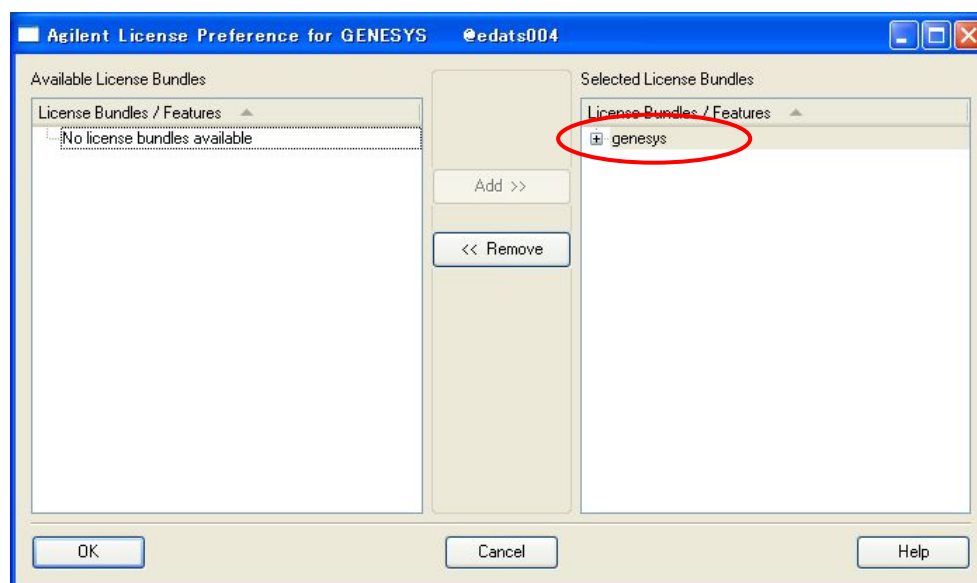 Agilent License Preference for GENESYS @edats004
Available License Bundles
License Bundles / Features
No license bundles available
Add >>
<< Remove
Selected License Bundles
License Bundles / Features
genesys
OK
Cancel
Help